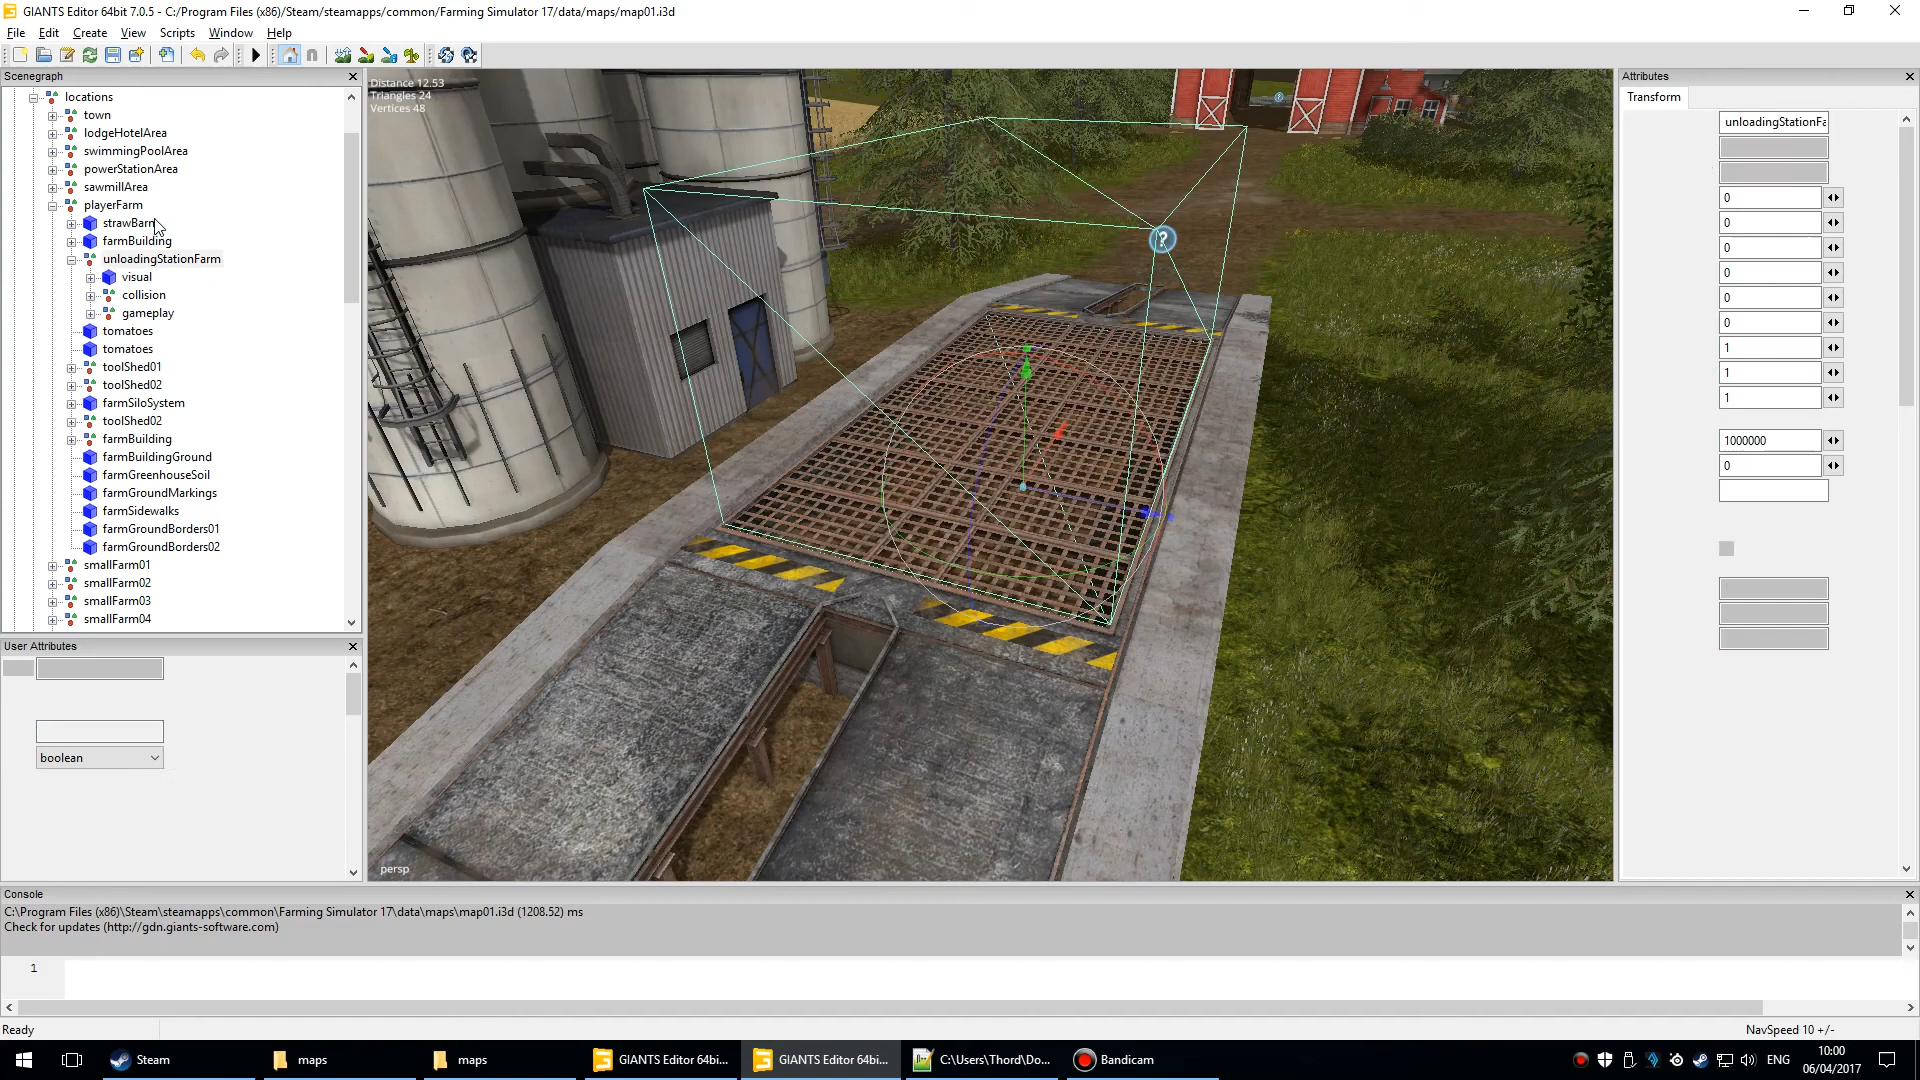 GIANTS Editor 64bit 7.0.5 - C:/Program Files (x86)/Steam/steamapps/common/Farming Simulator 17/data/maps/map01.i3d
File Edit Create View Scripts Window Help
Scenegraph
locations
town
lodgeHotelArea
swimmingPoolArea
powerStationArea
sawmillArea
playerFarm
strawBarn
farmBuilding
unloadingStationFarm
visual
collision
gameplay
tomatoes
tomatoes
toolShed01
toolShed02
farmSiloSystem
toolShed02
farmBuilding
farmBuildingGround
farmGreenhouseSoil
farmGroundMarkings
farmSidewalks
farmGroundBorders01
farmGroundBorders02
smallFarm01
smallFarm02
smallFarm03
smallFarm04
User Attributes
boolean
Distance 12.53
Triangles 24
Vertices 48
?
persp
Attributes
Transform
unloadingStationFa
0
0
0
0
0
0
1
1
1
1000000
0
Console
C:\Program Files (x86)\Steam\steamapps\common\Farming Simulator 17\data\maps\map01.i3d (1208.52) ms
Check for updates (http://gdn.giants-software.com)
1
Ready
NavSpeed 10 +/-
Steam
maps
maps
GIANTS Editor 64bi...
GIANTS Editor 64bi...
C:\Users\Thord\Do...
Bandicam
ENG
10:00
06/04/2017